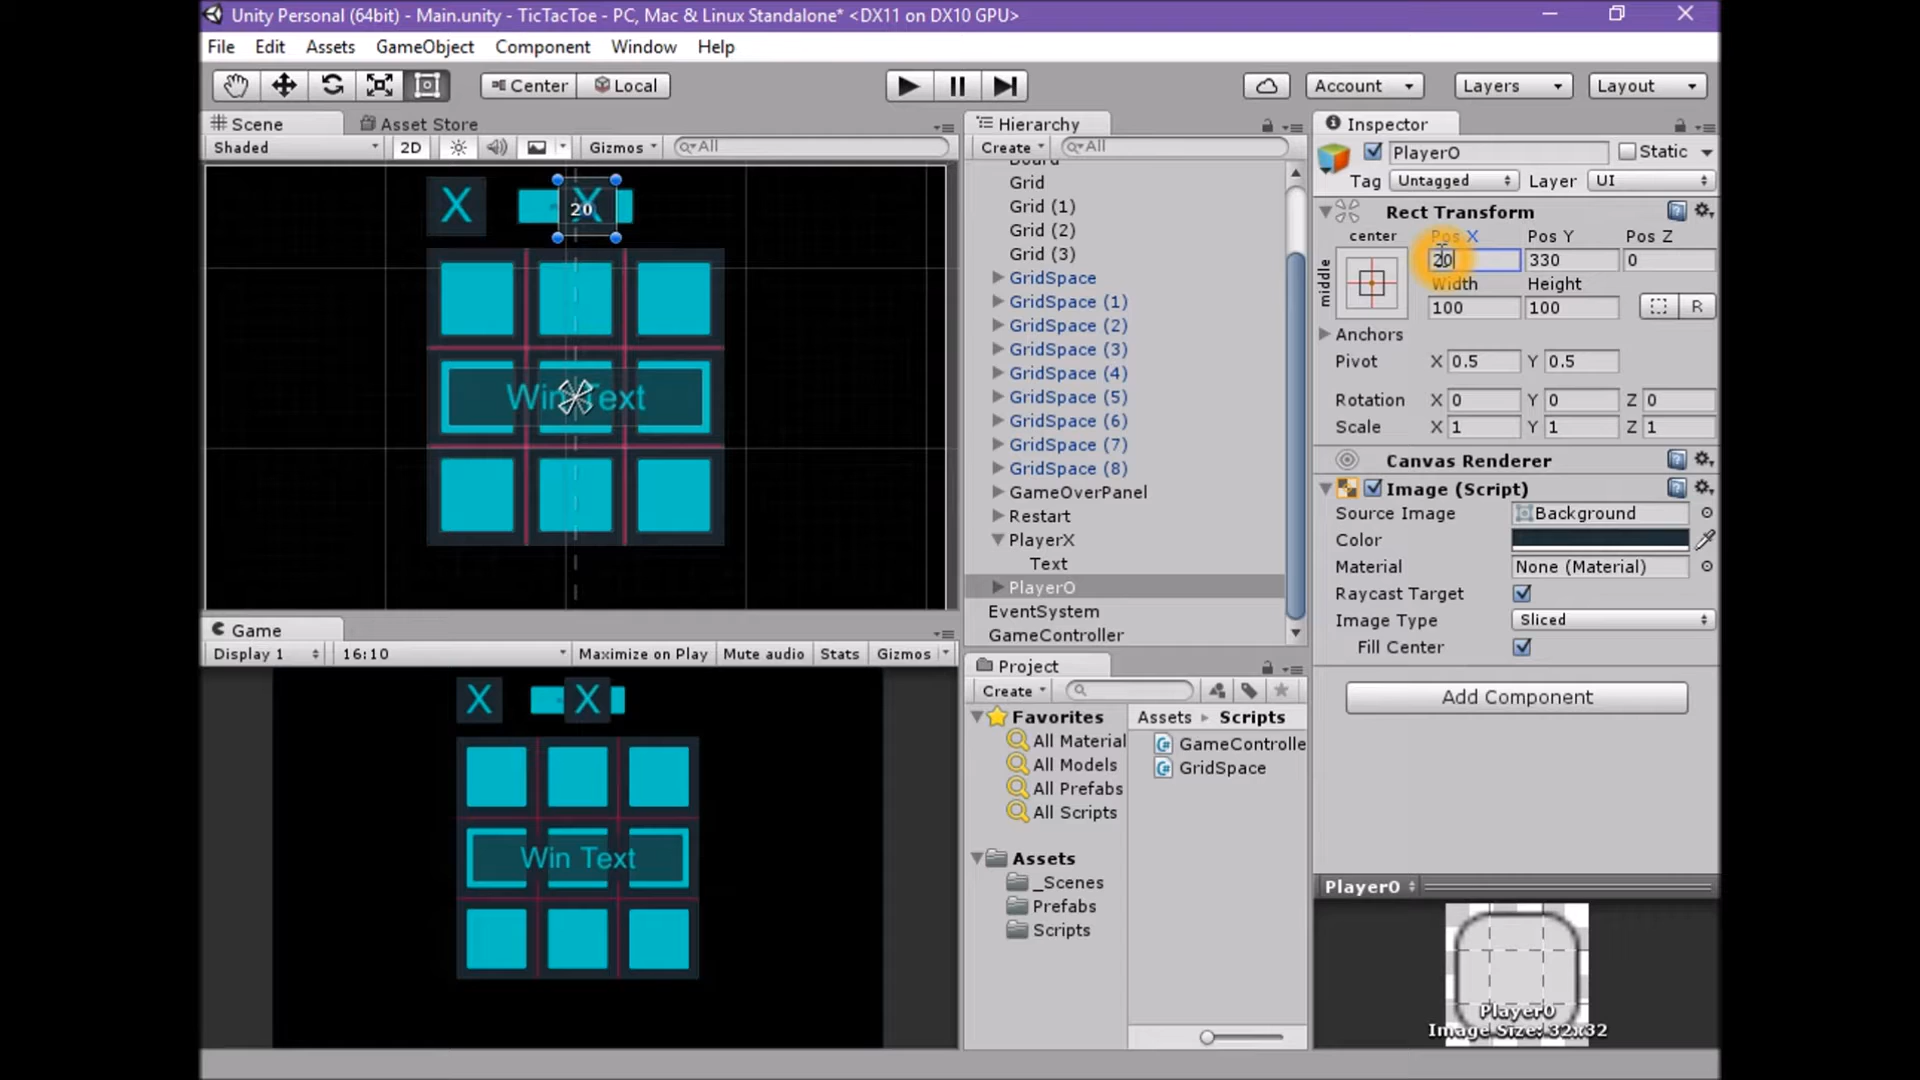 Unity Personal (64bit) - Main.unity - TicTacToe - PC, Mac & Linux Standalone* <DX11 on DX10 GPU>
File Edit Assets GameObject Component Window Help
Center Local Account Layers Layout
Scene Asset Store
Shaded 2D Gizmos All
X X
20
Win Text
Game
Display 1 16:10 Maximize on Play Mute audio Stats Gizmos
X X
Win Text
Hierarchy
Create All
Board
Grid
Grid (1)
Grid (2)
Grid (3)
GridSpace
GridSpace (1)
GridSpace (2)
GridSpace (3)
GridSpace (4)
GridSpace (5)
GridSpace (6)
GridSpace (7)
GridSpace (8)
GameOverPanel
Restart
PlayerX
Text
PlayerO
EventSystem
GameController
Project
Create
Favorites
All Material
All Models
All Prefabs
All Scripts
Assets
_Scenes
Prefabs
Scripts
Assets Scripts
GameControlle
GridSpace
Inspector
PlayerO Static
Tag Untagged Layer UI
Rect Transform
center Pos X Pos Y Pos Z
middle
20 330 0
Width Height
100 100 R
Anchors
Pivot X 0.5 Y 0.5
Rotation X 0 Y 0 Z 0
Scale X 1 Y 1 Z 1
Canvas Renderer
Image (Script)
Source Image Background
Color
Material None (Material)
Raycast Target
Image Type Sliced
Fill Center
Add Component
PlayerO
PlayerO
Image Size: 32x32